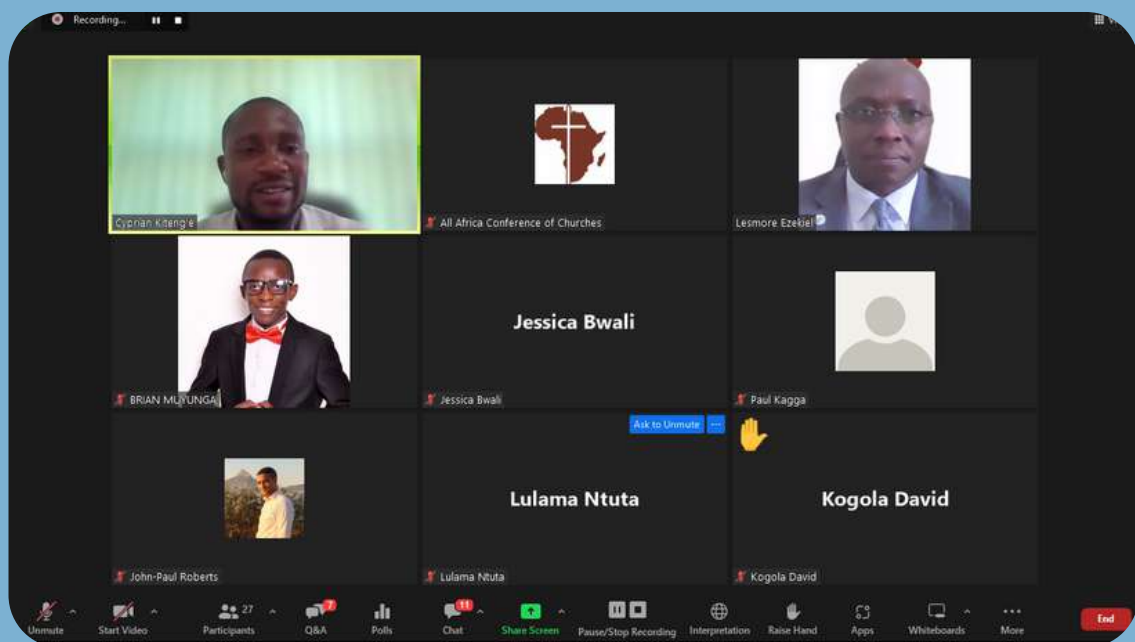 Recording...
Cyprian Kiteng'e
All Africa Conference of Churches
Lesmore Ezekiel
BRIAN MUYUNGA
Jessica Bwali
Jessica Bwali
Paul Kagga
Ask to Unmute
...
John-Paul Roberts
Lulama Ntuta
Lulama Ntuta
Kogola David
Kogola David
Unmute
Start Video
27
Participants
7
Q&A
Polls
11
Chat
Share Screen
Pause/Stop Recording
Interpretation
Raise Hand
Apps
Whiteboards
More
End